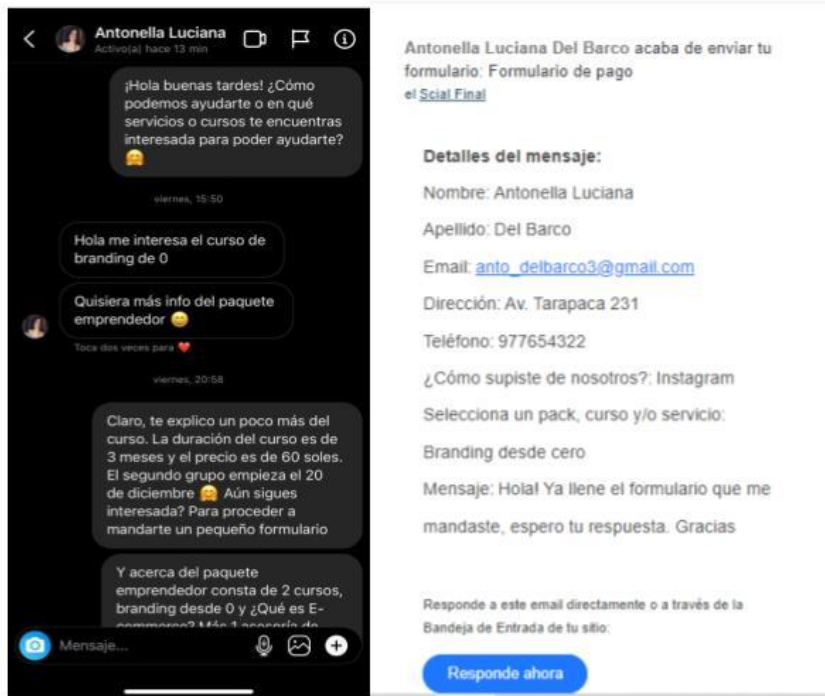 Antonella Luciana
Activo(a) hace 13 min
¡Hola buenas tardes! ¿Cómo
podemos ayudarte o en qué
servicios o cursos te encuentras
interesada para poder ayudarte?
🤗
viernes, 15:50
Hola me interesa el curso de
branding de 0
Quisiera más info del paquete
emprendedor 😄
Toca dos veces para ❤️
viernes, 20:58
Claro, te explico un poco más del
curso. La duración del curso es de
3 meses y el precio es de 60 soles.
El segundo grupo empieza el 20
de diciembre 🤗 Aún sigues
interesada? Para proceder a
mandarte un pequeño formulario
Y acerca del paquete
emprendedor consta de 2 cursos,
branding desde 0 y ¿Qué es E-
commerce? Más 1 asesoría de
Mensaje...
Antonella Luciana Del Barco acaba de enviar tu
formulario: Formulario de pago
el Scial Final
Detalles del mensaje:
Nombre: Antonella Luciana
Apellido: Del Barco
Email: anto_delbarco3@gmail.com
Dirección: Av. Tarapaca 231
Teléfono: 977654322
¿Cómo supiste de nosotros?: Instagram
Selecciona un pack, curso y/o servicio:
Branding desde cero
Mensaje: Hola! Ya llene el formulario que me
mandaste, espero tu respuesta. Gracias
Responde a este email directamente o a través de la
Bandeja de Entrada de tu sitio:
Responde ahora